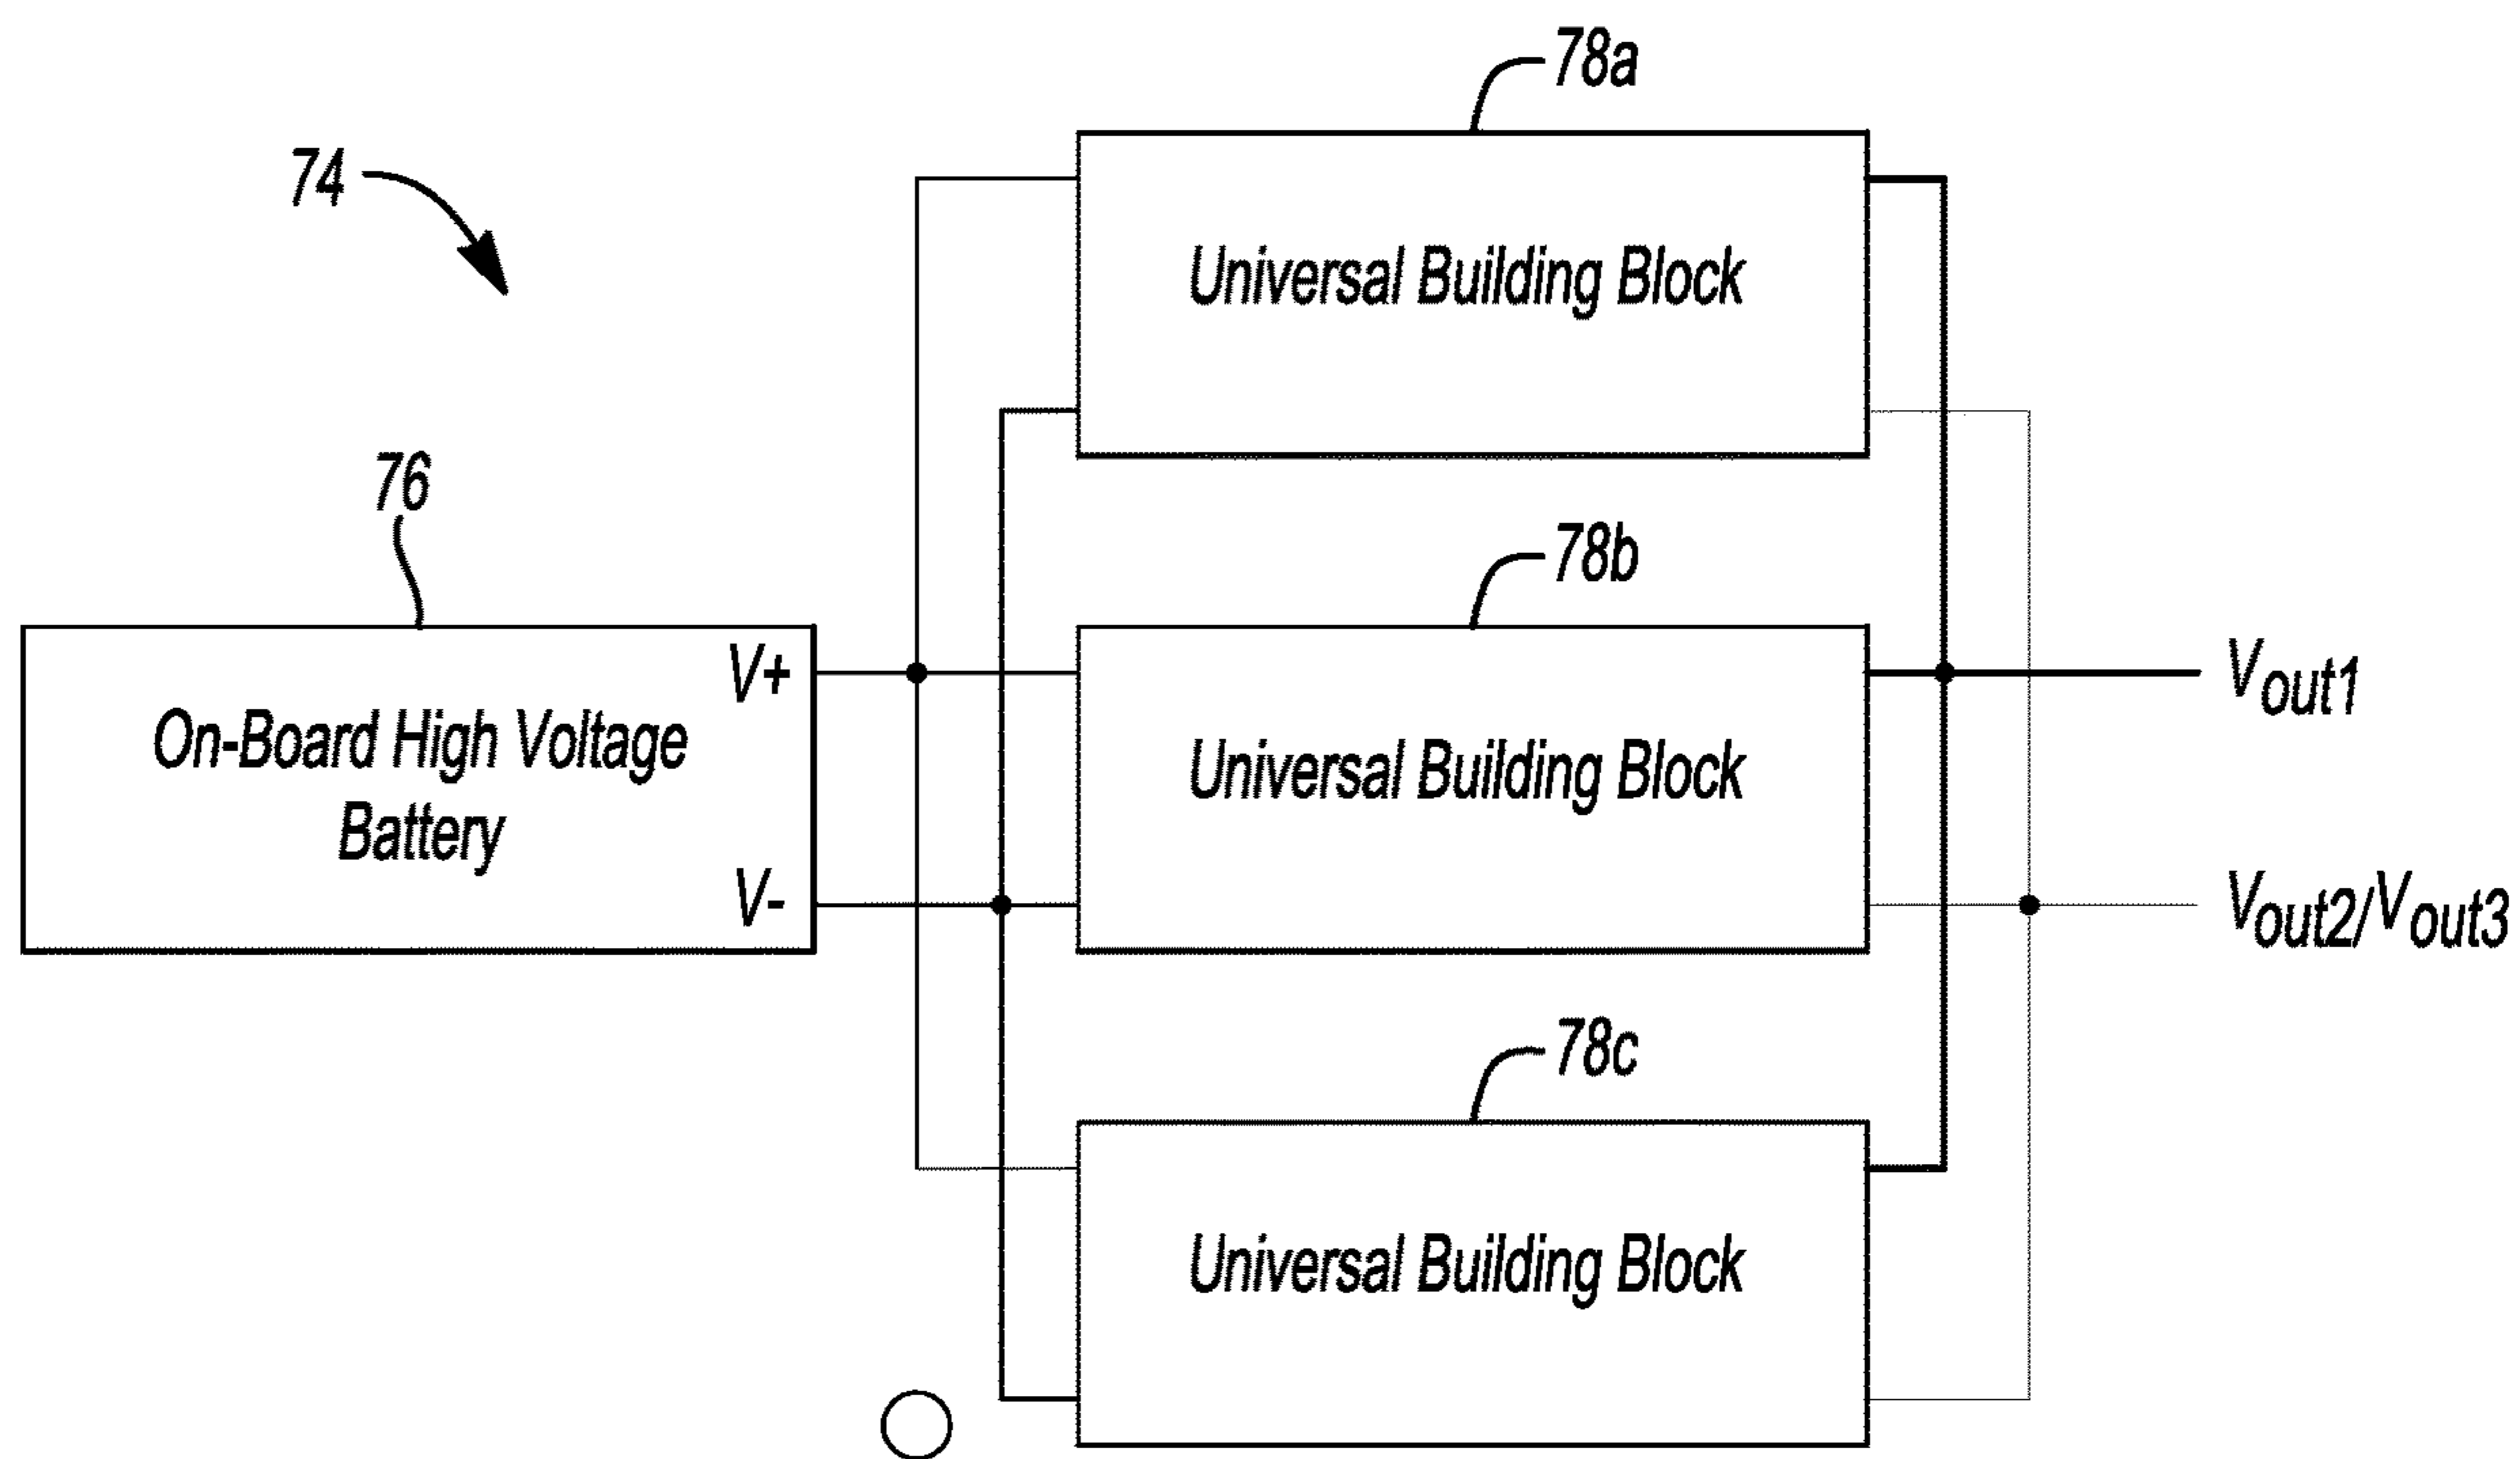 78a
74
Universal Building Block
76
78b
V+
Vout1
On-Board High Voltage
Battery
Universal Building Block
V-
Vout2/Vout3
78c
Universal Building Block